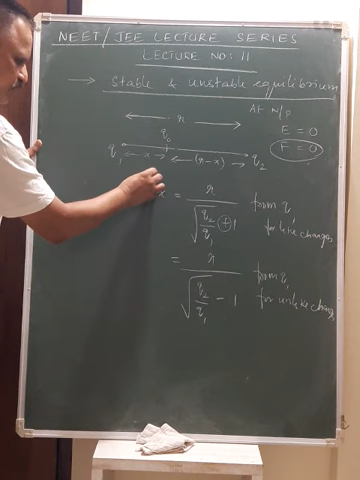 NEET/JEE LECTURE SERIES
LECTURE NO: 11
→ Stable & unstable equilibrium
At N/P
← r →
E = 0
q₀
F = 0
q₁ ← x → ← (r-x) → q₂
x = r / (√(q₂/q₁) ± 1) from q₁ for like charges
= r / (√(q₂/q₁) - 1) from q₁ for unlike charges